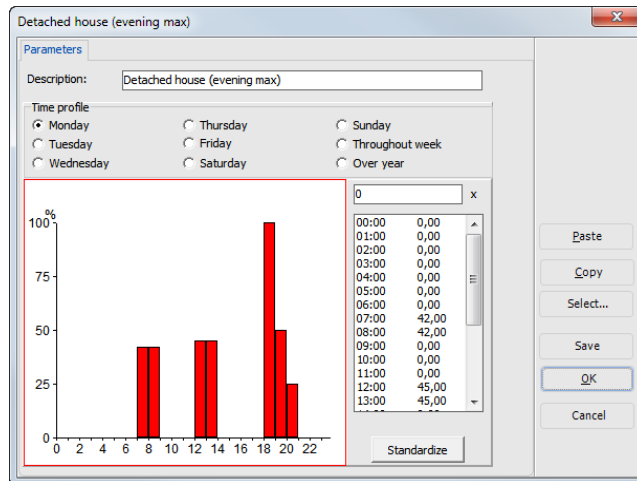 Detached house (evening max)
x
Parameters
Description: Detached house (evening max)
Time profile
Monday Thursday Sunday
Tuesday Friday Throughout week
Wednesday Saturday Over year
0 x
%
100
75
50
25
0
0 2 4 6 8 10 12 14 16 18 20 22
00:00 0,00
01:00 0,00
02:00 0,00
03:00 0,00
04:00 0,00
05:00 0,00
06:00 0,00
07:00 42,00
08:00 42,00
09:00 0,00
10:00 0,00
11:00 0,00
12:00 45,00
13:00 45,00
Standardize
Paste
Copy
Select...
Save
OK
Cancel